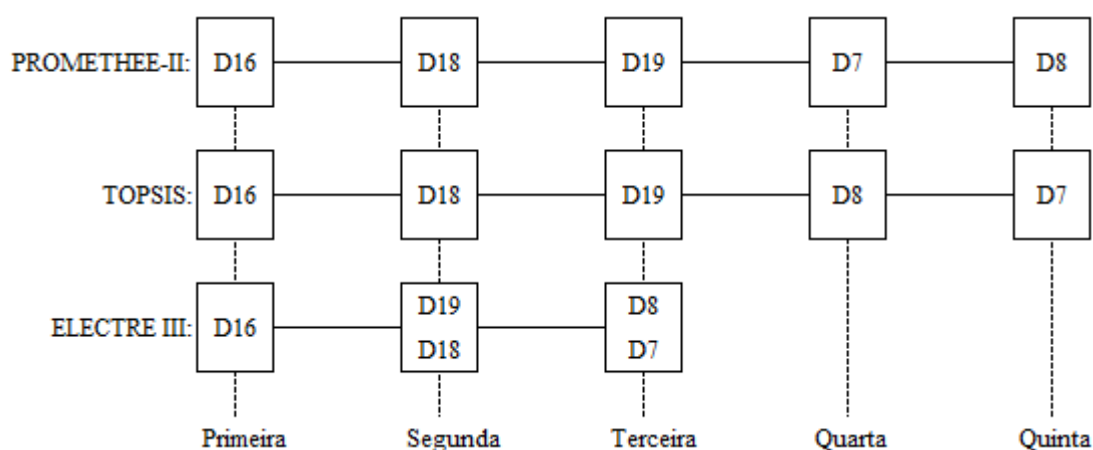 PROMETHEE-II: D16 D18 D19 D7 D8
TOPSIS: D16 D18 D19 D8 D7
ELECTRE III: D16
D19
D18
D8
D7
Primeira Segunda Terceira Quarta Quinta